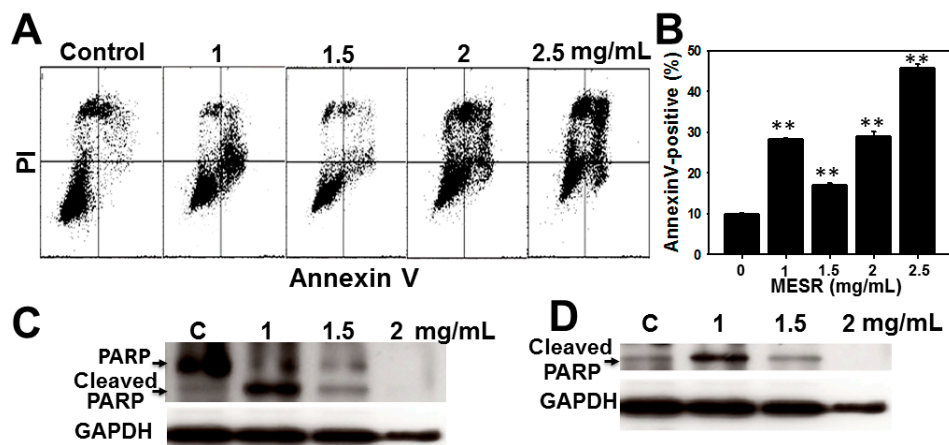 A
Control 1 1.5 2 2.5 mg/mL
PI
Annexin V
B
AnnexinV-positive (%)
50
40
30
20
10
0
** ** ** **
0 1 1.5 2 2.5
MESR (mg/mL)
C
C 1 1.5 2 mg/mL
PARP
Cleaved
PARP
GAPDH
D
C 1 1.5 2 mg/mL
Cleaved
PARP
GAPDH